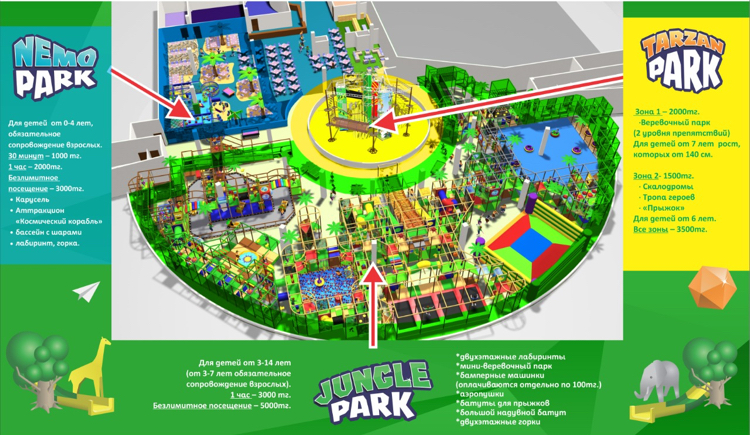 NEMO
PARK
Для детей от 0-4 лет,
обязательное
сопровождение взрослых.
30 минут – 1000 тг.
1 час – 2000тг.
Безлимитное
посещение – 3000тг.
• Карусель
• Аттракцион
«Космический корабль»
• бассейн с шарами
• лабиринт, горка.
TARZAN
PARK
Зона 1 – 2000тг.
·Веревочный парк
(2 уровня препятствий)
Для детей от 7 лет рост,
которых от 140 см.
Зона 2- 1500тг.
· Скалодромы
· Тропа героев
· «Прыжок»
Для детей от 6 лет.
Все зоны – 3500тг.
Для детей от 3-14 лет
(от 3-7 лет обязательное
сопровождение взрослых).
1 час – 3000 тг.
Безлимитное посещение – 5000тг.
JUNGLE
PARK
*двухэтажные лабиринты
*мини-веревочный парк
*бамперные машинки
(оплачиваются отдельно по 100тг.)
*аэропушки
*батуты для прыжков
*большой надувной батут
*двухэтажные горки